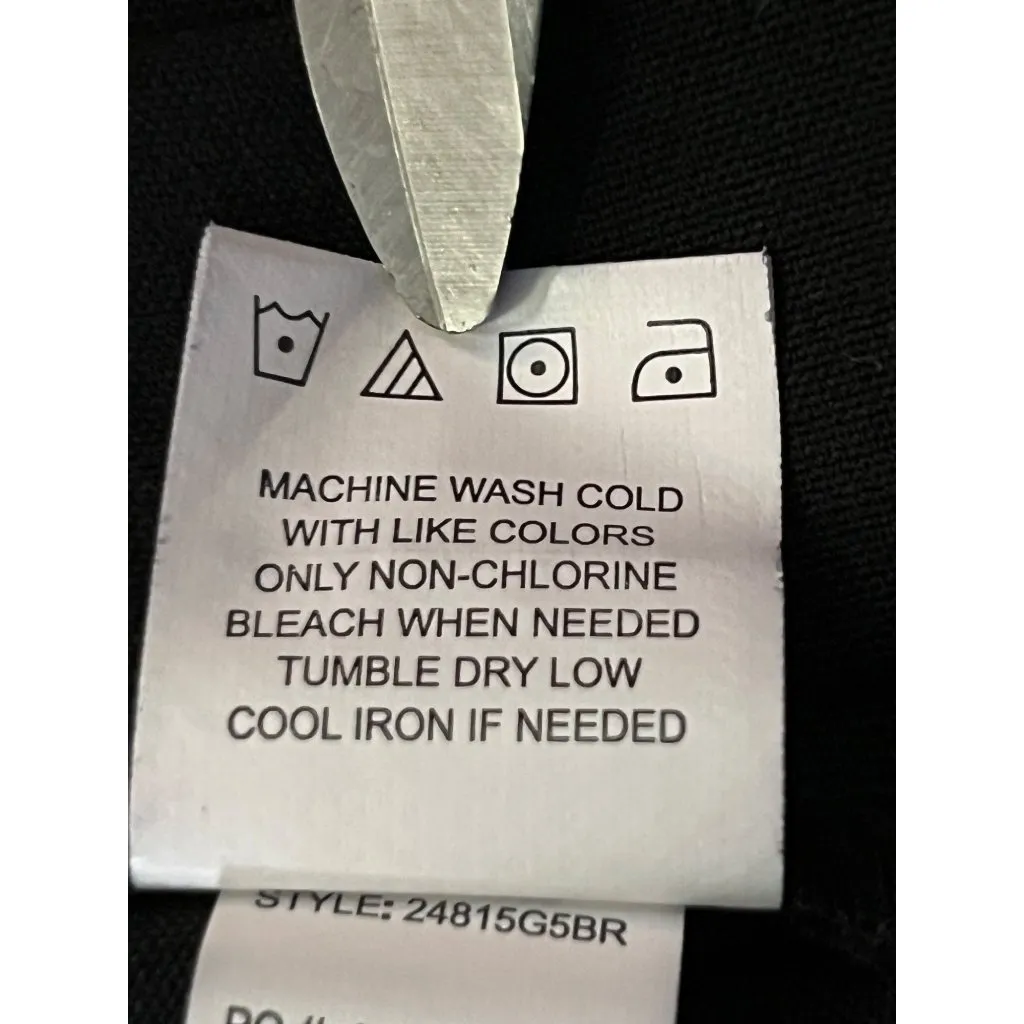 MACHINE WASH COLD
WITH LIKE COLORS
ONLY NON-CHLORINE
BLEACH WHEN NEEDED
TUMBLE DRY LOW
COOL IRON IF NEEDED
STYLE: 24815G5BR